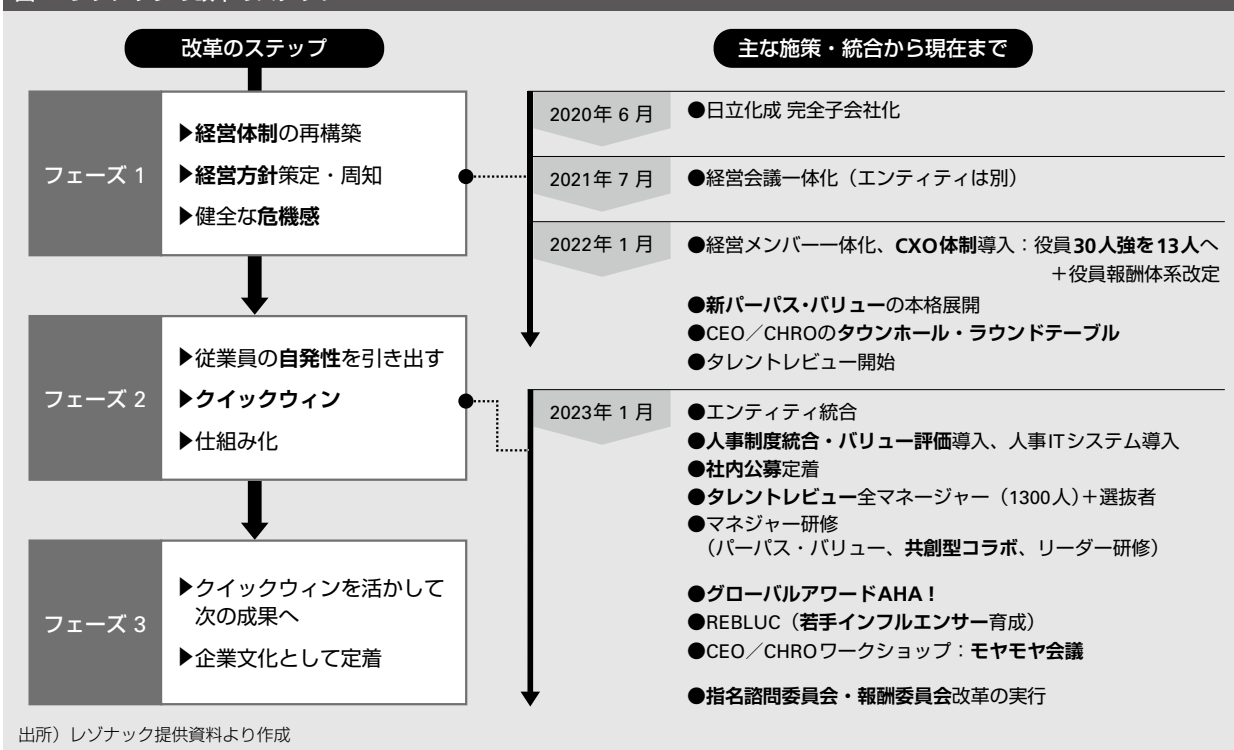 改革のステップ
主な施策・統合から現在まで
フェーズ 1
▶経営体制の再構築
▶経営方針策定・周知
▶健全な危機感
フェーズ 2
▶従業員の自発性を引き出す
▶クイックウィン
▶仕組み化
フェーズ 3
▶クイックウィンを活かして
次の成果へ
▶企業文化として定着
2020年 6 月
●日立化成 完全子会社化
2021年 7 月
●経営会議一体化（エンティティは別）
2022年 1 月
●経営メンバー一体化、CXO体制導入：役員30人強を13人へ
＋役員報酬体系改定
●新パーパス・バリューの本格展開
●CEO／CHROのタウンホール・ラウンドテーブル
●タレントレビュー開始
2023年 1 月
●エンティティ統合
●人事制度統合・バリュー評価導入、人事ITシステム導入
●社内公募定着
●タレントレビュー全マネージャー（1300人）＋選抜者
●マネジャー研修
（パーパス・バリュー、共創型コラボ、リーダー研修）
●グローバルアワードAHA！
●REBLUC（若手インフルエンサー育成）
●CEO／CHROワークショップ：モヤモヤ会議
●指名諮問委員会・報酬委員会改革の実行
出所）レゾナック提供資料より作成